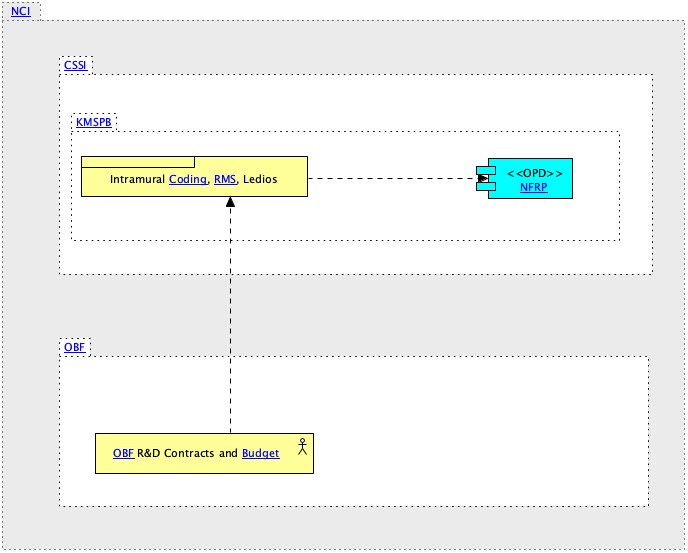 NCI
CSSI
KMSPB
Intramural Coding, RMS, Ledios
<<OPD>>
NFRP
OBF
OBF R&D Contracts and Budget